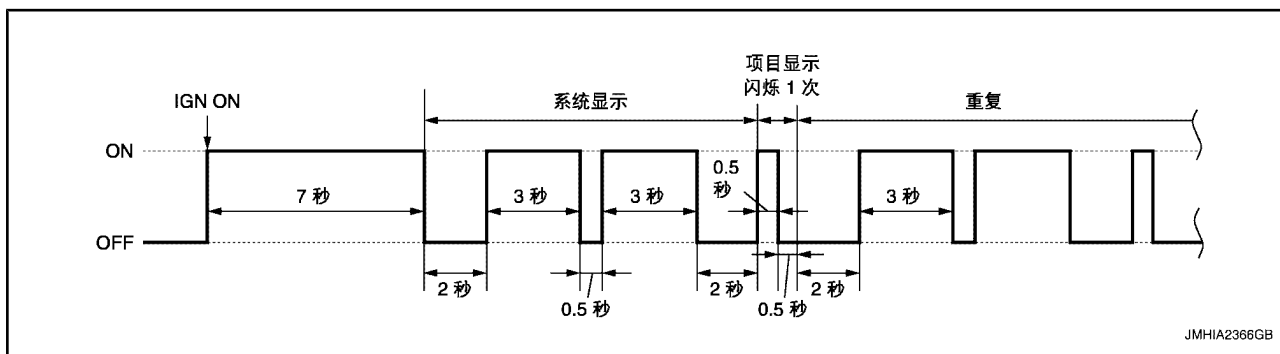 项目显示
闪烁 1 次
IGN ON
系统显示
重复
ON
0.5
秒
7 秒
3 秒
3 秒
3 秒
OFF
2 秒
2 秒
2 秒
0.5 秒
0.5 秒
JMHIA2366GB